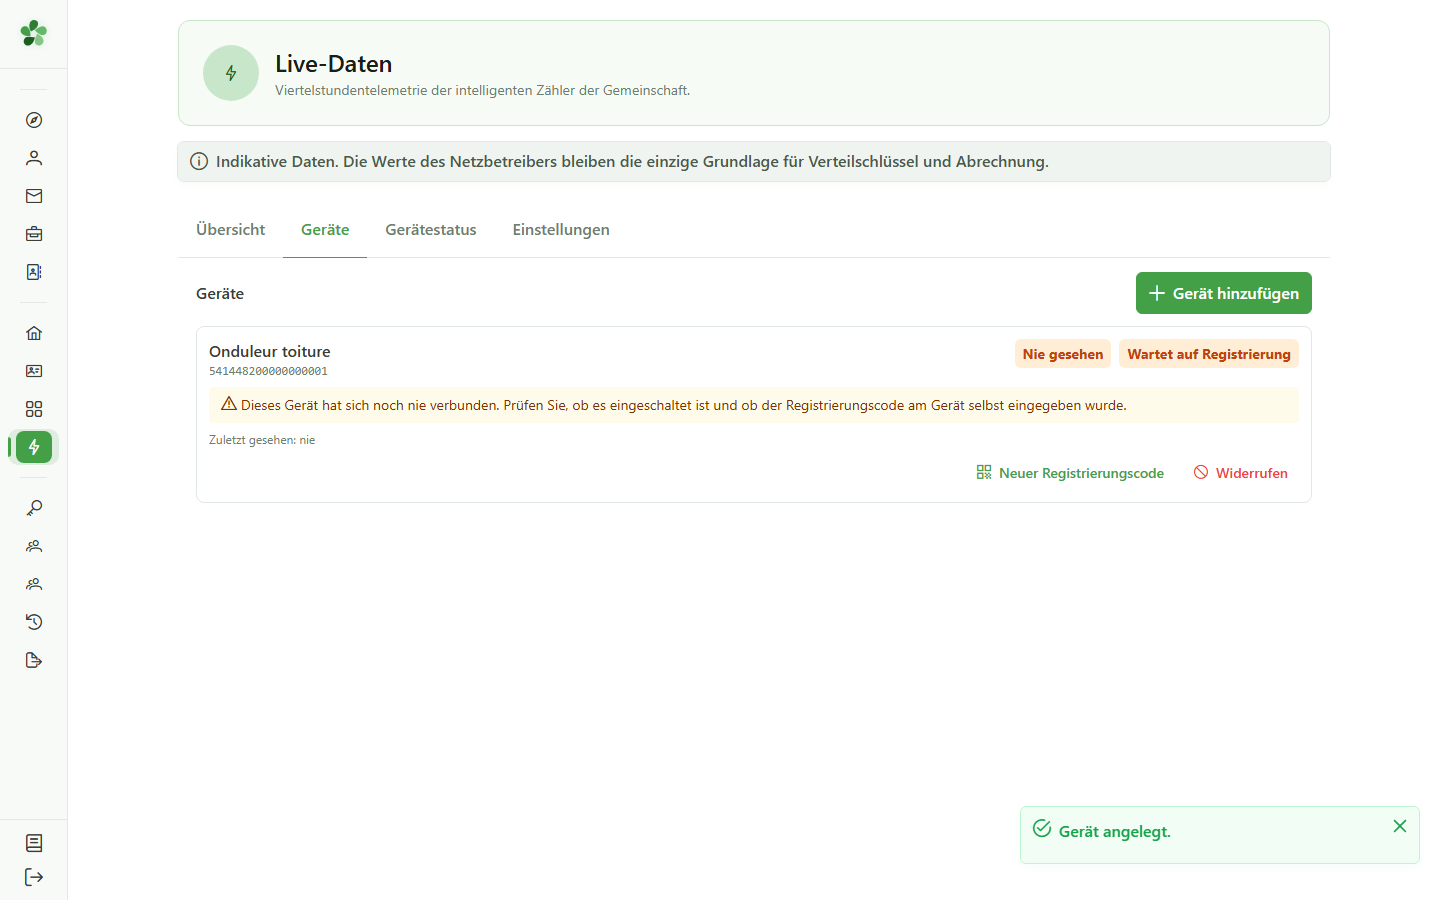 Live-Daten
Viertelstundentelemetrie der intelligenten Zähler der Gemeinschaft.
Indikative Daten. Die Werte des Netzbetreibers bleiben die einzige Grundlage für Verteilschlüssel und Abrechnung.
Übersicht
Geräte
Gerätestatus
Einstellungen
Geräte
Gerät hinzufügen
Onduleur toiture
Nie gesehen
Wartet auf Registrierung
541448200000000001
Dieses Gerät hat sich noch nie verbunden. Prüfen Sie, ob es eingeschaltet ist und ob der Registrierungscode am Gerät selbst eingegeben wurde.
Zuletzt gesehen: nie
Neuer Registrierungscode
Widerrufen
Gerät angelegt.